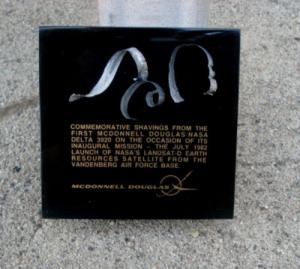 COMMEMORATIVE SHAVINGS FROM THE
FIRST MCDONNELL DOUGLAS/NASA
DELTA 3920 ON THE OCCASION OF ITS
INAUGURAL MISSION - THE JULY 1982
LAUNCH OF NASA'S LANDSAT-D EARTH
RESOURCES SATELLITE FROM THE
VANDENBERG AIR FORCE BASE.
MCDONNELL DOUGLAS